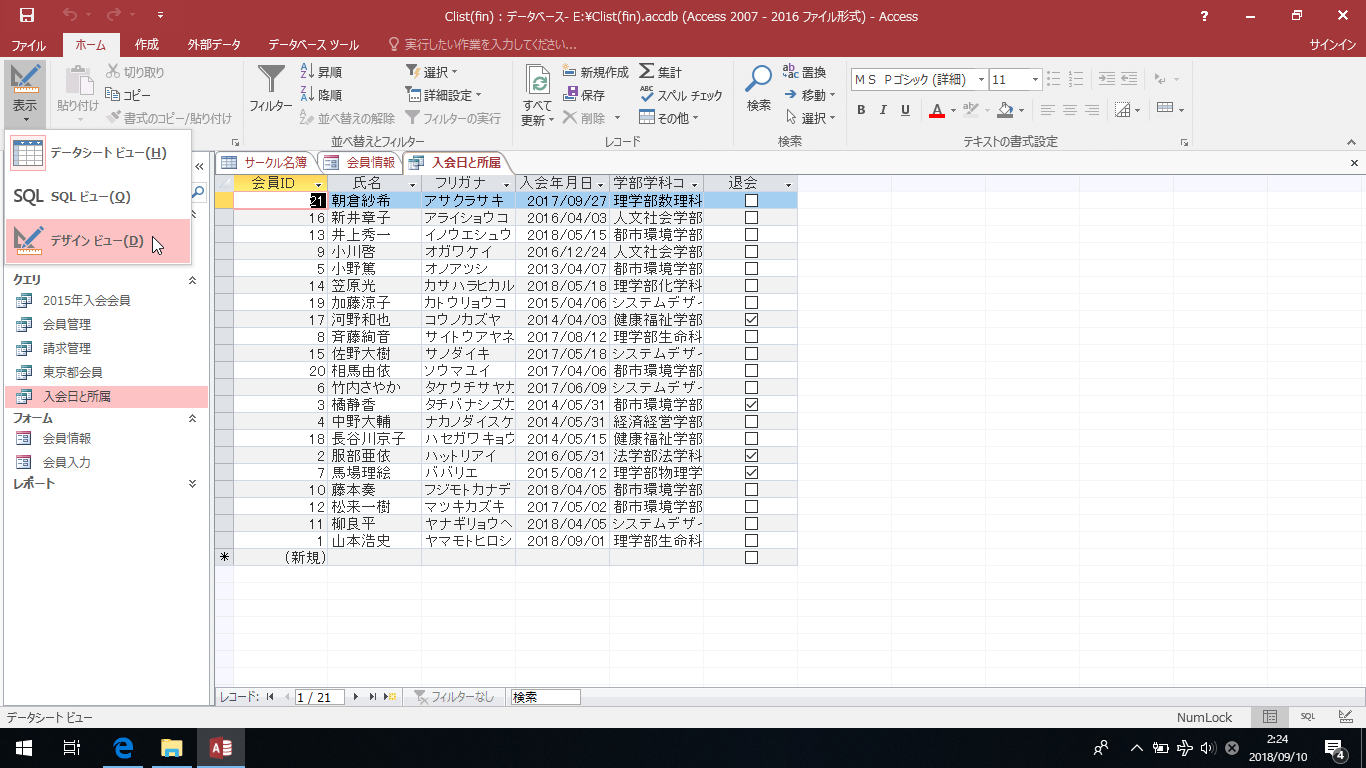 Clist(fin) : データベース- E:¥Clist(fin).accdb (Access 2007 - 2016 ファイル形式) - Access
ファイル ホーム 作成 外部データ データベース ツール 実行したい作業を入力してください... サインイン
表示 貼り付け 切り取り コピー 書式のコピー/貼り付け
フィルター 昇順 降順 並べ替えの解除 選択 詳細設定 フィルターの実行 並べ替えとフィルター
すべて更新 新規作成 保存 削除 集計 スペル チェック その他 レコード
検索 置換 移動 選択 検索
ＭＳ Ｐゴシック (詳細) 11
B I U A テキストの書式設定
データシート ビュー(H)
SQL SQL ビュー(Q)
デザイン ビュー(D)
クエリ
2015年入会会員
会員管理
請求管理
東京都会員
入会日と所属
フォーム
会員情報
会員入力
レポート
サークル名簿 会員情報 入会日と所属
会員ID 氏名 フリガナ 入会年月日 学部学科コ 退会
21 朝倉紗希 アサクラサキ 2017/09/27 理学部数理科
16 新井章子 アライショウコ 2016/04/03 人文社会学部
13 井上秀一 イノウエシュウ 2018/05/15 都市環境学部
9 小川啓 オガワケイ 2016/12/24 人文社会学部
5 小野篤 オノアツシ 2013/04/07 都市環境学部
14 笠原光 カサハラヒカル 2018/05/18 理学部化学科
19 加藤涼子 カトウリョウコ 2015/04/06 システムデザイ
17 河野和也 コウノカズヤ 2014/04/03 健康福祉学部
8 斉藤絢音 サイトウアヤネ 2017/08/12 理学部生命科
15 佐野大樹 サノダイキ 2017/05/18 システムデザイ
20 相馬由依 ソウマユイ 2017/04/06 都市環境学部
6 竹内さやか タケウチサヤカ 2017/06/09 システムデザイ
3 橘静香 タチバナシズカ 2014/05/31 都市環境学部
4 中野大輔 ナカノダイスケ 2014/05/31 経済経営学部
18 長谷川京子 ハセガワキョウ 2014/05/15 健康福祉学部
2 服部亜依 ハットリアイ 2016/05/31 法学部法学科
7 馬場理絵 ババリエ 2015/08/12 理学部物理学
10 藤本奏 フジモトカナデ 2018/04/05 都市環境学部
12 松来一樹 マツキカズキ 2017/05/02 都市環境学部
11 柳良平 ヤナギリョウヘ 2018/04/05 システムデザイ
1 山本浩史 ヤマモトヒロシ 2018/09/01 理学部生命科
* (新規)
レコード: 1 / 21 フィルターなし 検索
データシート ビュー NumLock SQL
2:24
2018/09/10
4